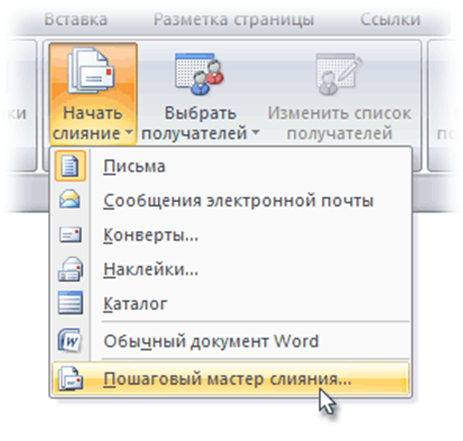 Вставка Разметка страницы Ссылки
ки Начать Выбрать Изменить список
слияние получателей получателей
Письма
Сообщения электронной почты
Конверты...
Наклейки...
Каталог
Обычный документ Word
Пошаговый мастер слияния...